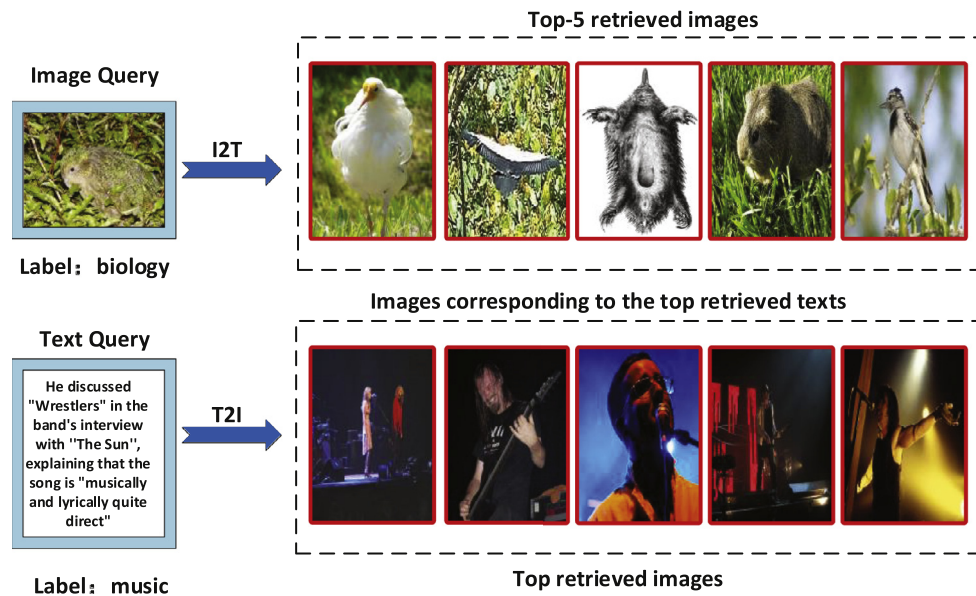 Top-5 retrieved images
Image Query
I2T
Label：biology
Images corresponding to the top retrieved texts
Text Query
He discussed
"Wrestlers" in the
band's interview
with ''The Sun'',
explaining that the
song is "musically
and lyrically quite
direct"
T2I
Label：music
Top retrieved images